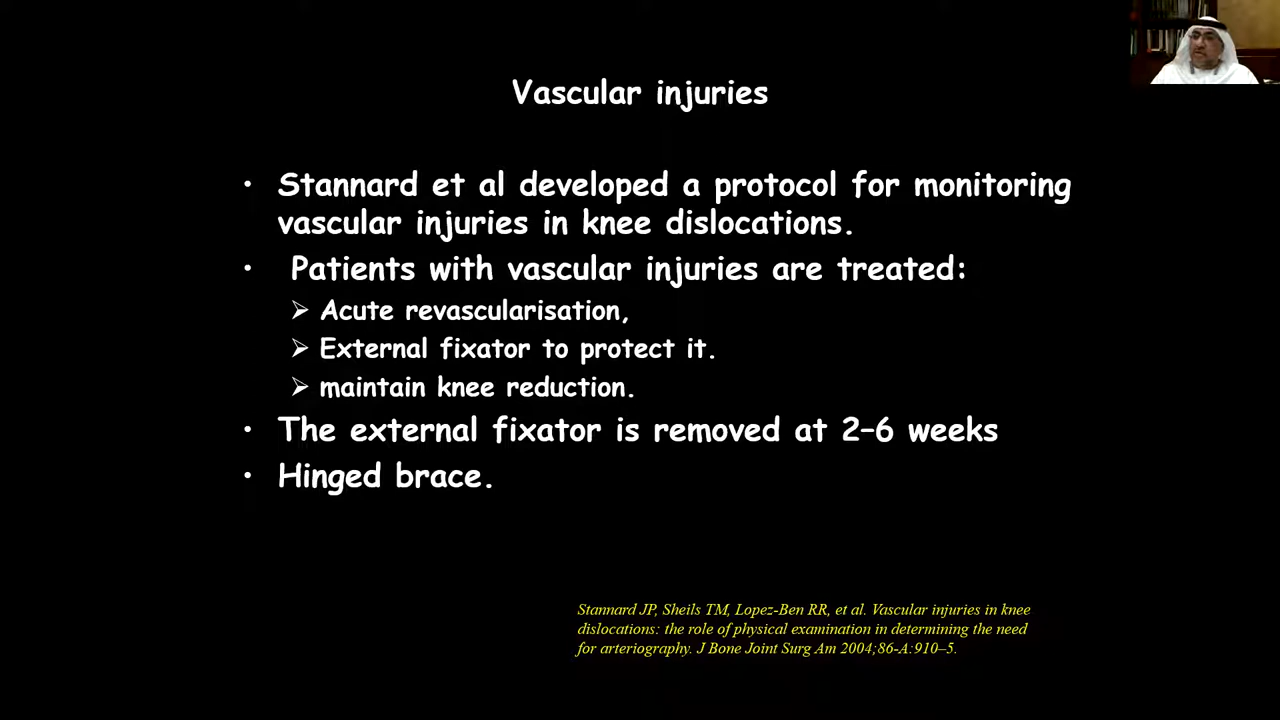 Vascular injuries
• Stannard et al developed a protocol for monitoring
vascular injuries in knee dislocations.
• Patients with vascular injuries are treated:
➢ Acute revascularisation,
➢ External fixator to protect it.
➢ maintain knee reduction.
• The external fixator is removed at 2–6 weeks
• Hinged brace.
Stannard JP, Sheils TM, Lopez-Ben RR, et al. Vascular injuries in knee
dislocations: the role of physical examination in determining the need
for arteriography. J Bone Joint Surg Am 2004;86-A:910–5.